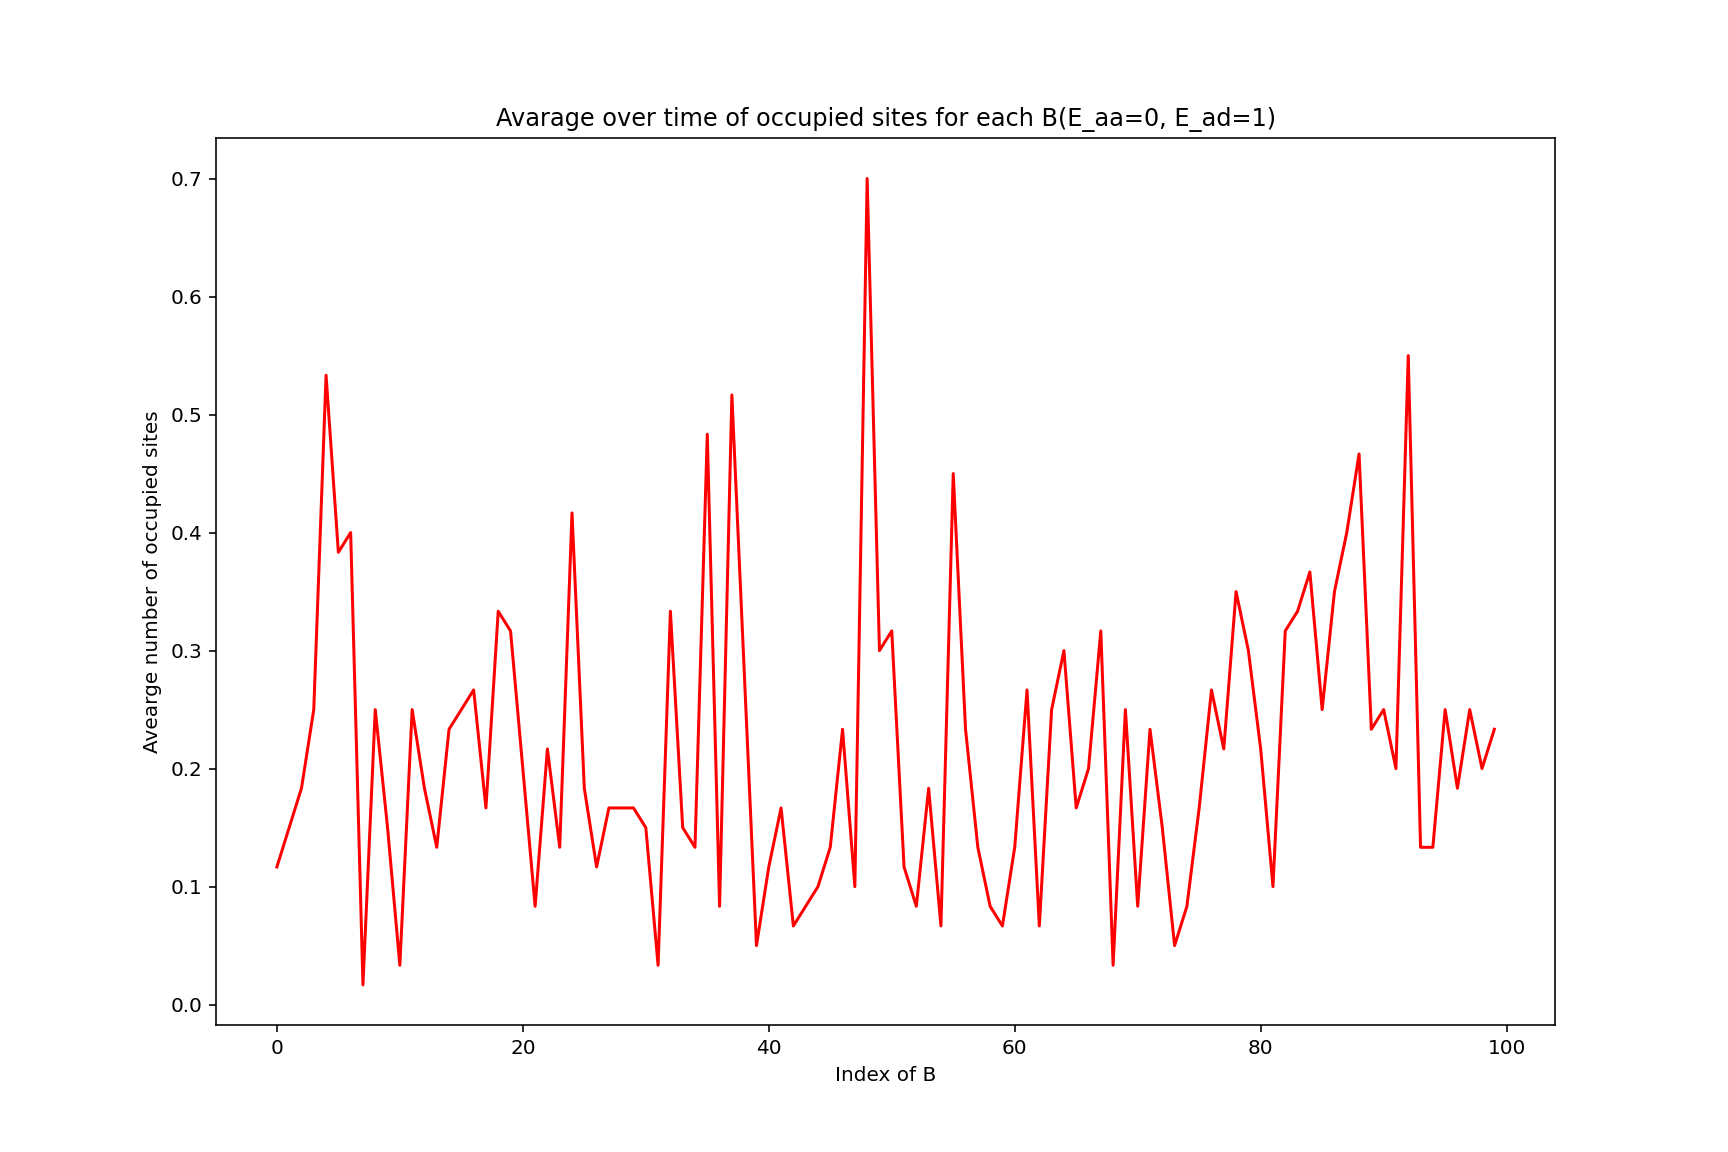 Avarage over time of occupied sites for each B(E_aa=0, E_ad=1)
Avearge number of occupied sites
0.7
0.6
0.5
0.4
0.3
0.2
0.1
0.0
0 20 40 60 80 100
Index of B